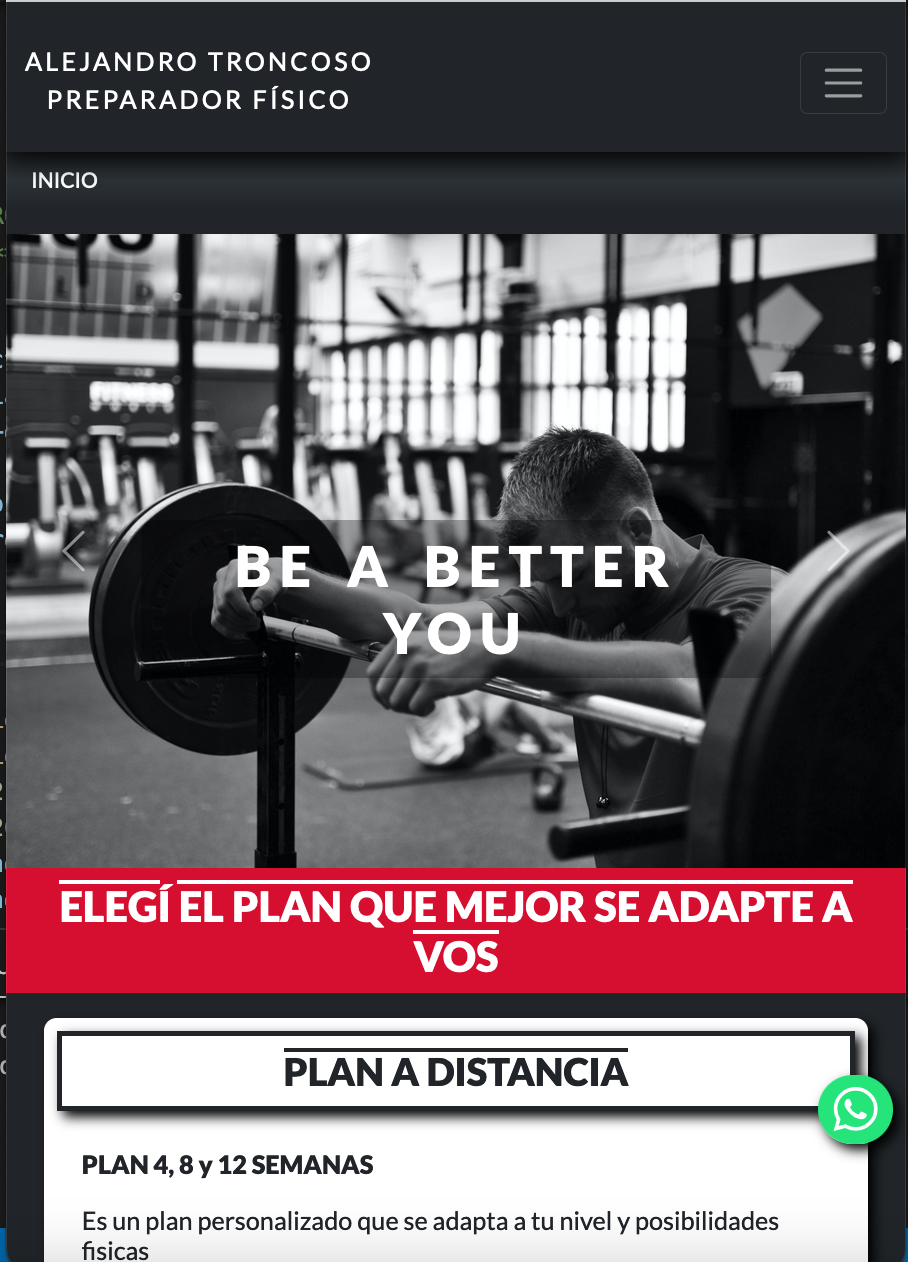 ALEJANDRO TRONCOSO
PREPARADOR FÍSICO
INICIO
FITNESS
BE A BETTER
YOU
ELEGÍ EL PLAN QUE MEJOR SE ADAPTE A
VOS
PLAN A DISTANCIA
PLAN 4, 8 y 12 SEMANAS
Es un plan personalizado que se adapta a tu nivel y posibilidades
fisicas